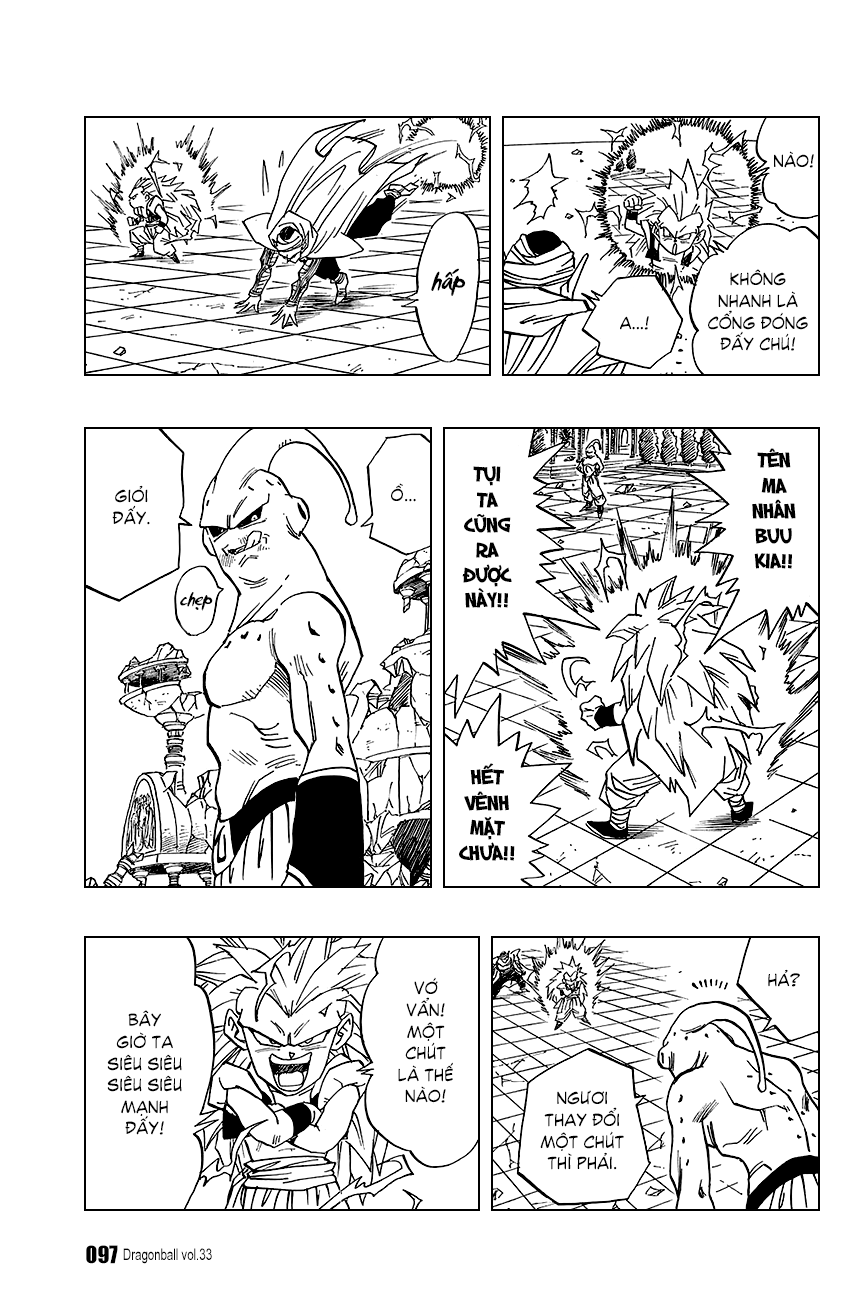 NÀO!
KHÔNG
NHANH LÀ
CỔNG ĐÓNG
ĐẤY CHÚ!
A...!
hấp
TÊN
MA
NHÂN
BUU
KIA!!
TỤI
TA
CŨNG
RA
ĐƯỢC
NÀY!!
HẾT
VÊNH
MẶT
CHƯA!!
Ồ...
GIỎI
ĐẤY.
chẹp
HẢ?
NGƯƠI
THAY ĐỔI
MỘT CHÚT
THÌ PHẢI.
VỚ
VẨN!
MỘT
CHÚT
LÀ THẾ
NÀO!
BÂY
GIỜ TA
SIÊU SIÊU
SIÊU SIÊU
MẠNH
ĐẤY!
097 Dragonball vol.33